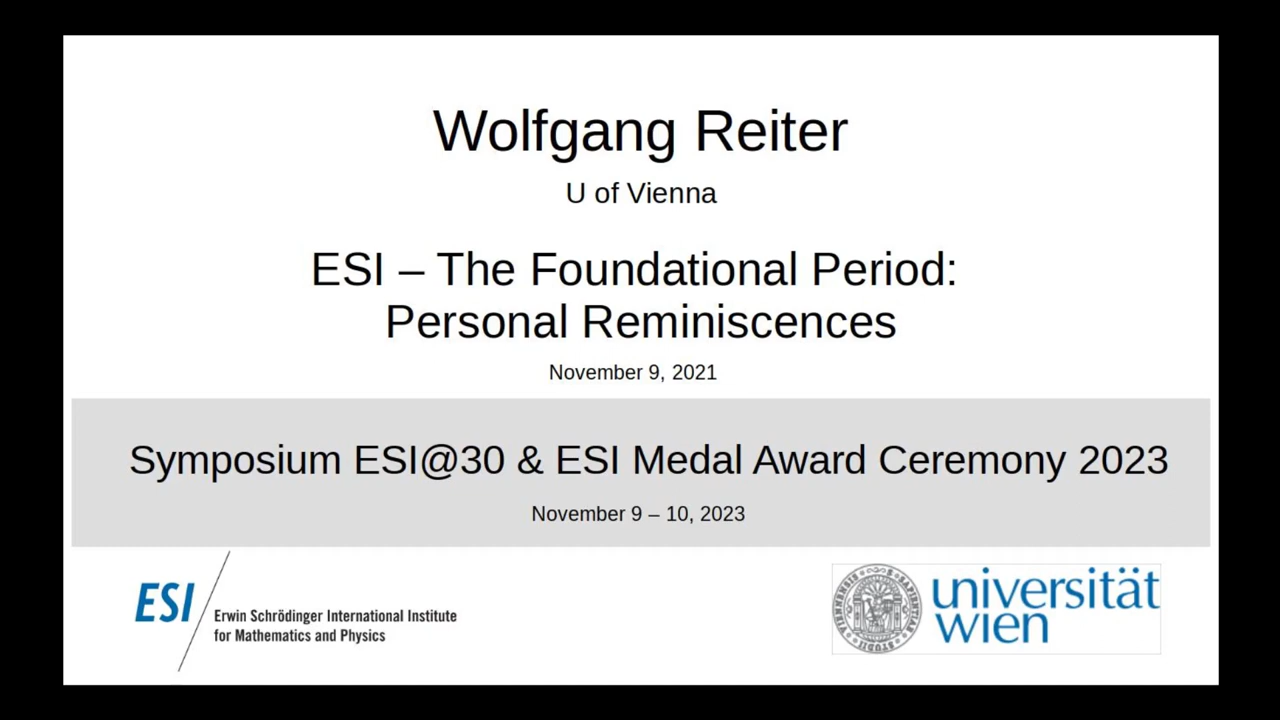 Wolfgang Reiter
U of Vienna
ESI – The Foundational Period:
Personal Reminiscences
November 9, 2021
Symposium ESI@30 & ESI Medal Award Ceremony 2023
November 9 – 10, 2023
ESI
Erwin Schrödinger International Institute
for Mathematics and Physics
universität
wien